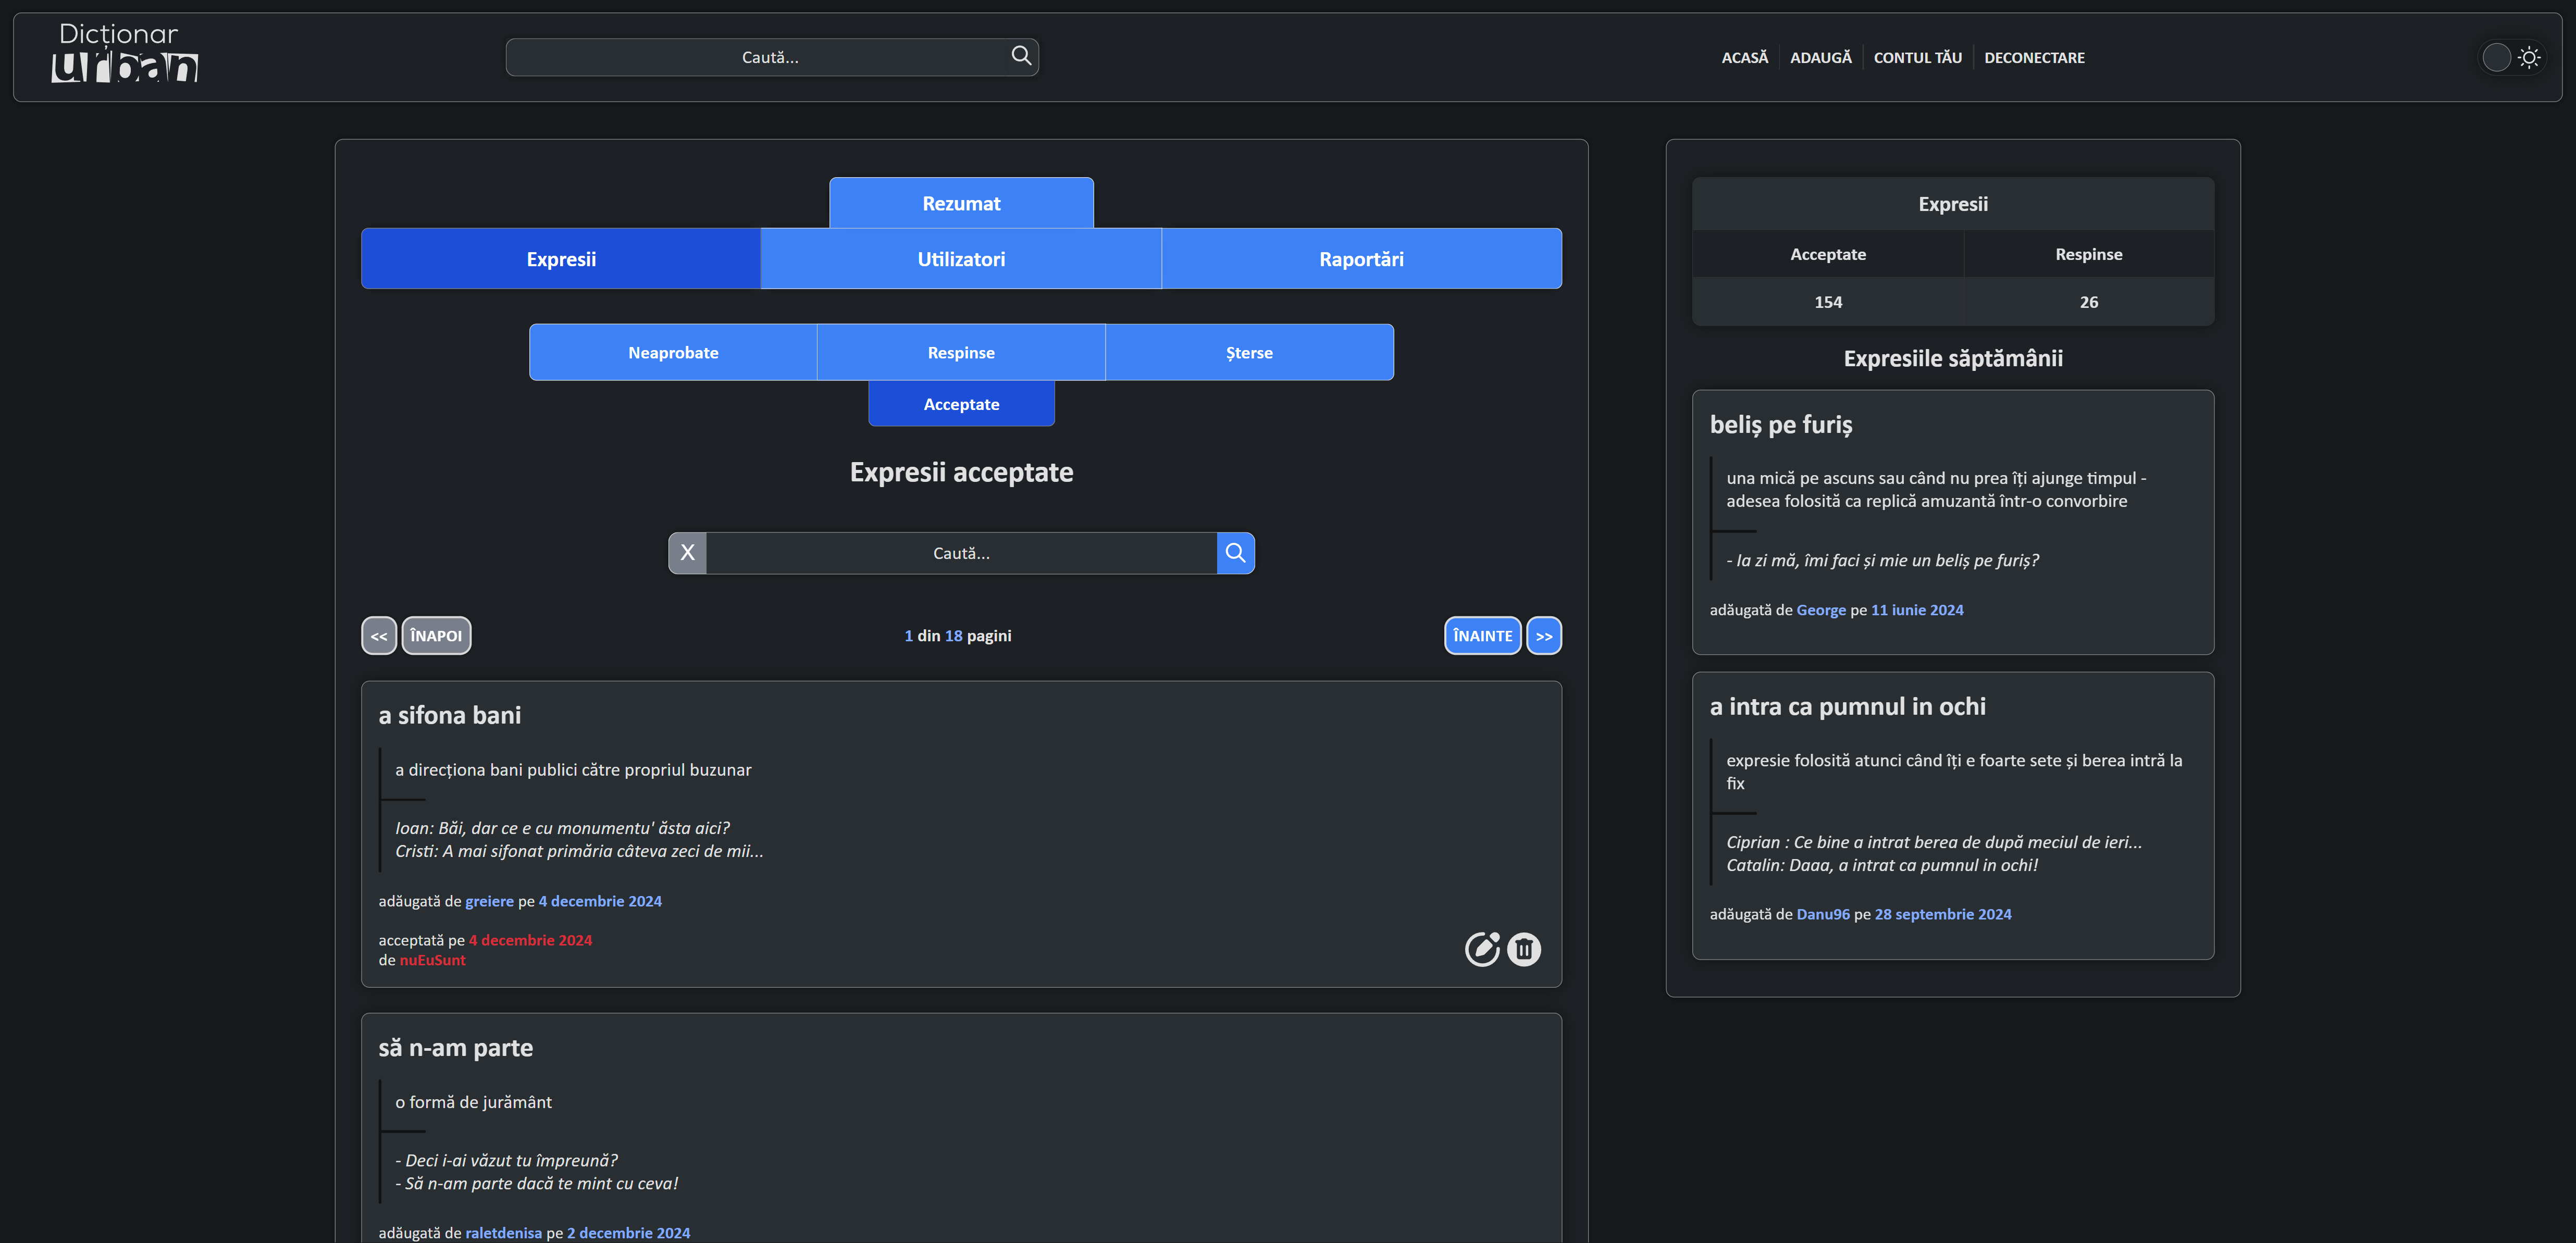 Dicționar
urban
Caută...
ACASĂ
ADAUGĂ
CONTUL TĂU
DECONECTARE
Rezumat
Expresii
Utilizatori
Raportări
Neaprobate
Respinse
Șterse
Acceptate
Expresii acceptate
X
Caută...
<<
ÎNAPOI
1 din 18 pagini
ÎNAINTE
>>
a sifona bani
a direcționa bani publici către propriul buzunar
Ioan: Băi, dar ce e cu monumentu' ăsta aici?
Cristi: A mai sifonat primăria câteva zeci de mii...
adăugată de greiere pe 4 decembrie 2024
acceptată pe 4 decembrie 2024
de nuEuSunt
să n-am parte
o formă de jurământ
- Deci i-ai văzut tu împreună?
- Să n-am parte dacă te mint cu ceva!
adăugată de raletdenisa pe 2 decembrie 2024
Expresii
Acceptate
Respinse
154
26
Expresiile săptămânii
beliș pe furiș
una mică pe ascuns sau când nu prea îți ajunge timpul -
adesea folosită ca replică amuzantă într-o convorbire
- Ia zi mă, îmi faci și mie un beliș pe furiș?
adăugată de George pe 11 iunie 2024
a intra ca pumnul in ochi
expresie folosită atunci când îți e foarte sete și berea intră la
fix
Ciprian : Ce bine a intrat berea de după meciul de ieri...
Catalin: Daaa, a intrat ca pumnul in ochi!
adăugată de Danu96 pe 28 septembrie 2024